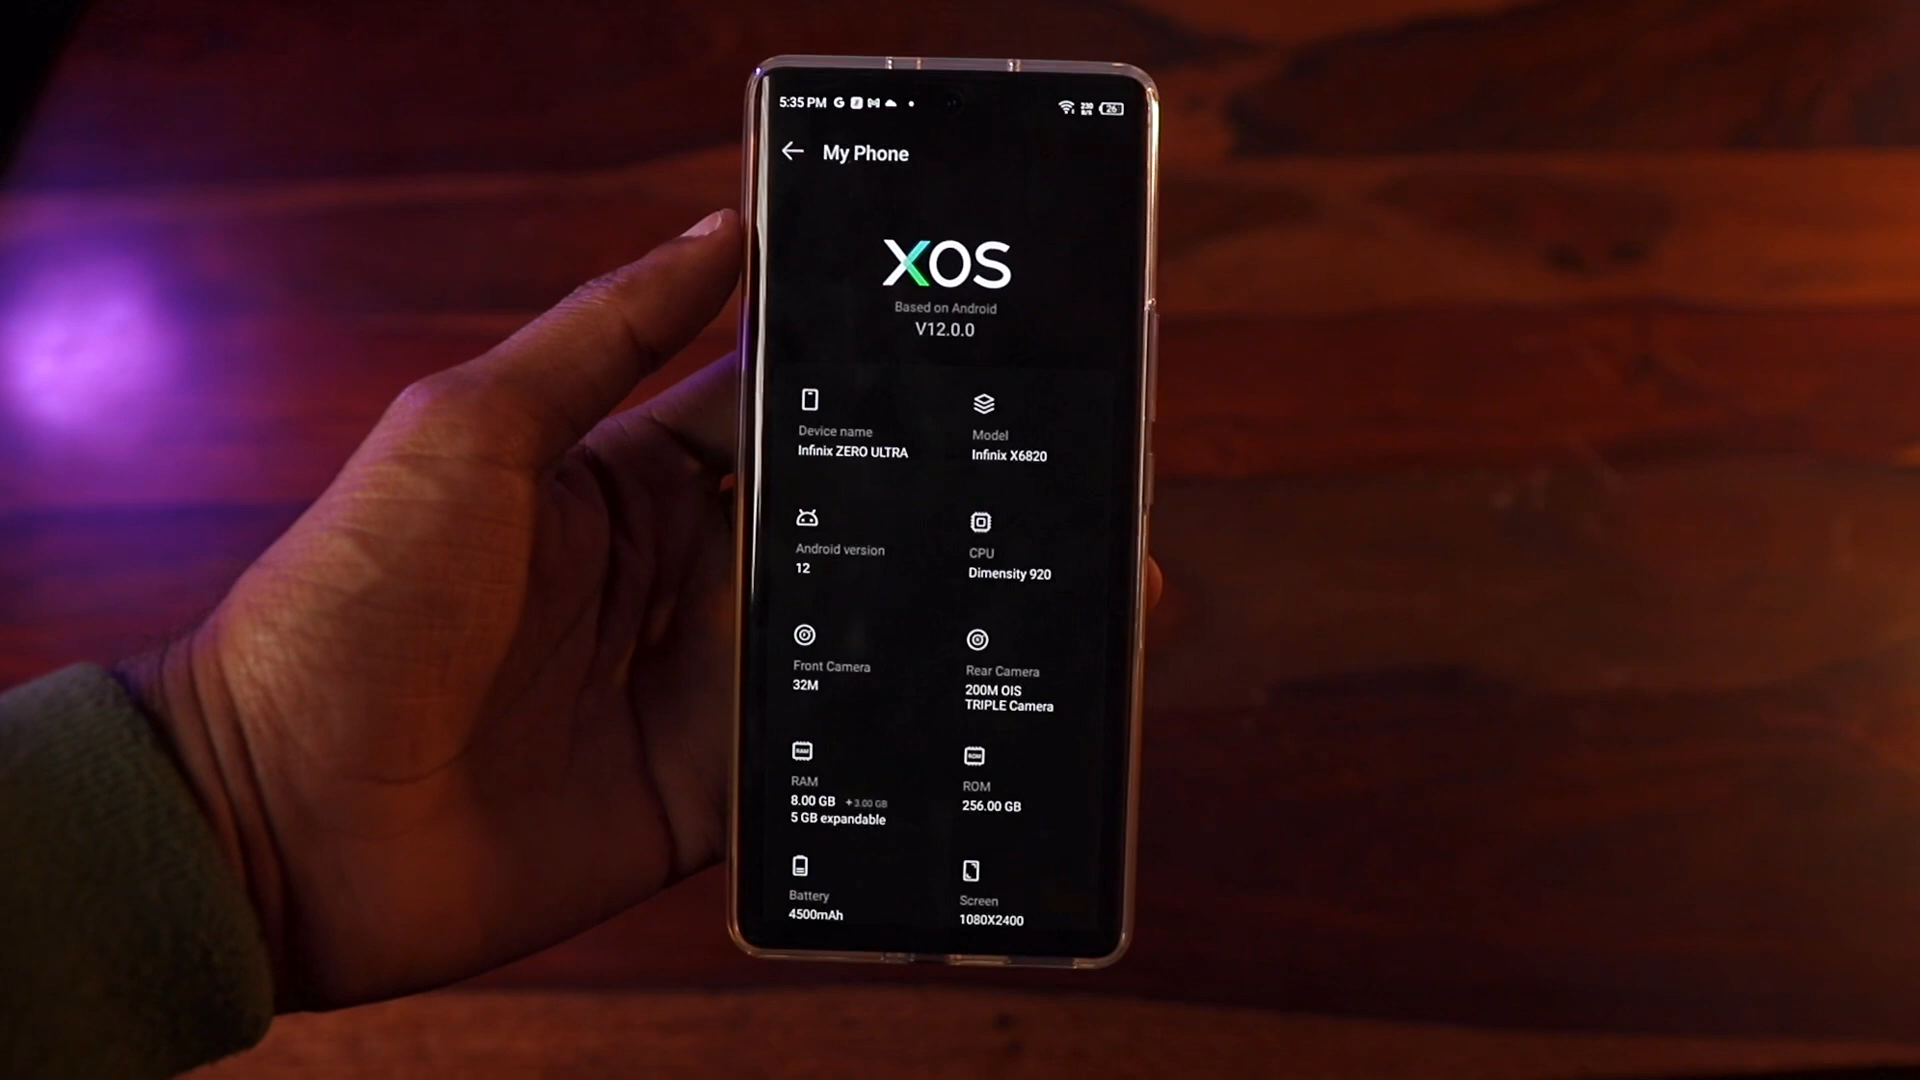 5:35 PM
230
B/S
26
My Phone
XOS
Based on Android
V12.0.0
Device name
Infinix ZERO ULTRA
Model
Infinix X6820
Android version
12
CPU
Dimensity 920
Front Camera
32M
Rear Camera
200M OIS
TRIPLE Camera
RAM
8.00 GB +3.00 GB
5 GB expandable
ROM
256.00 GB
Battery
4500mAh
Screen
1080X2400